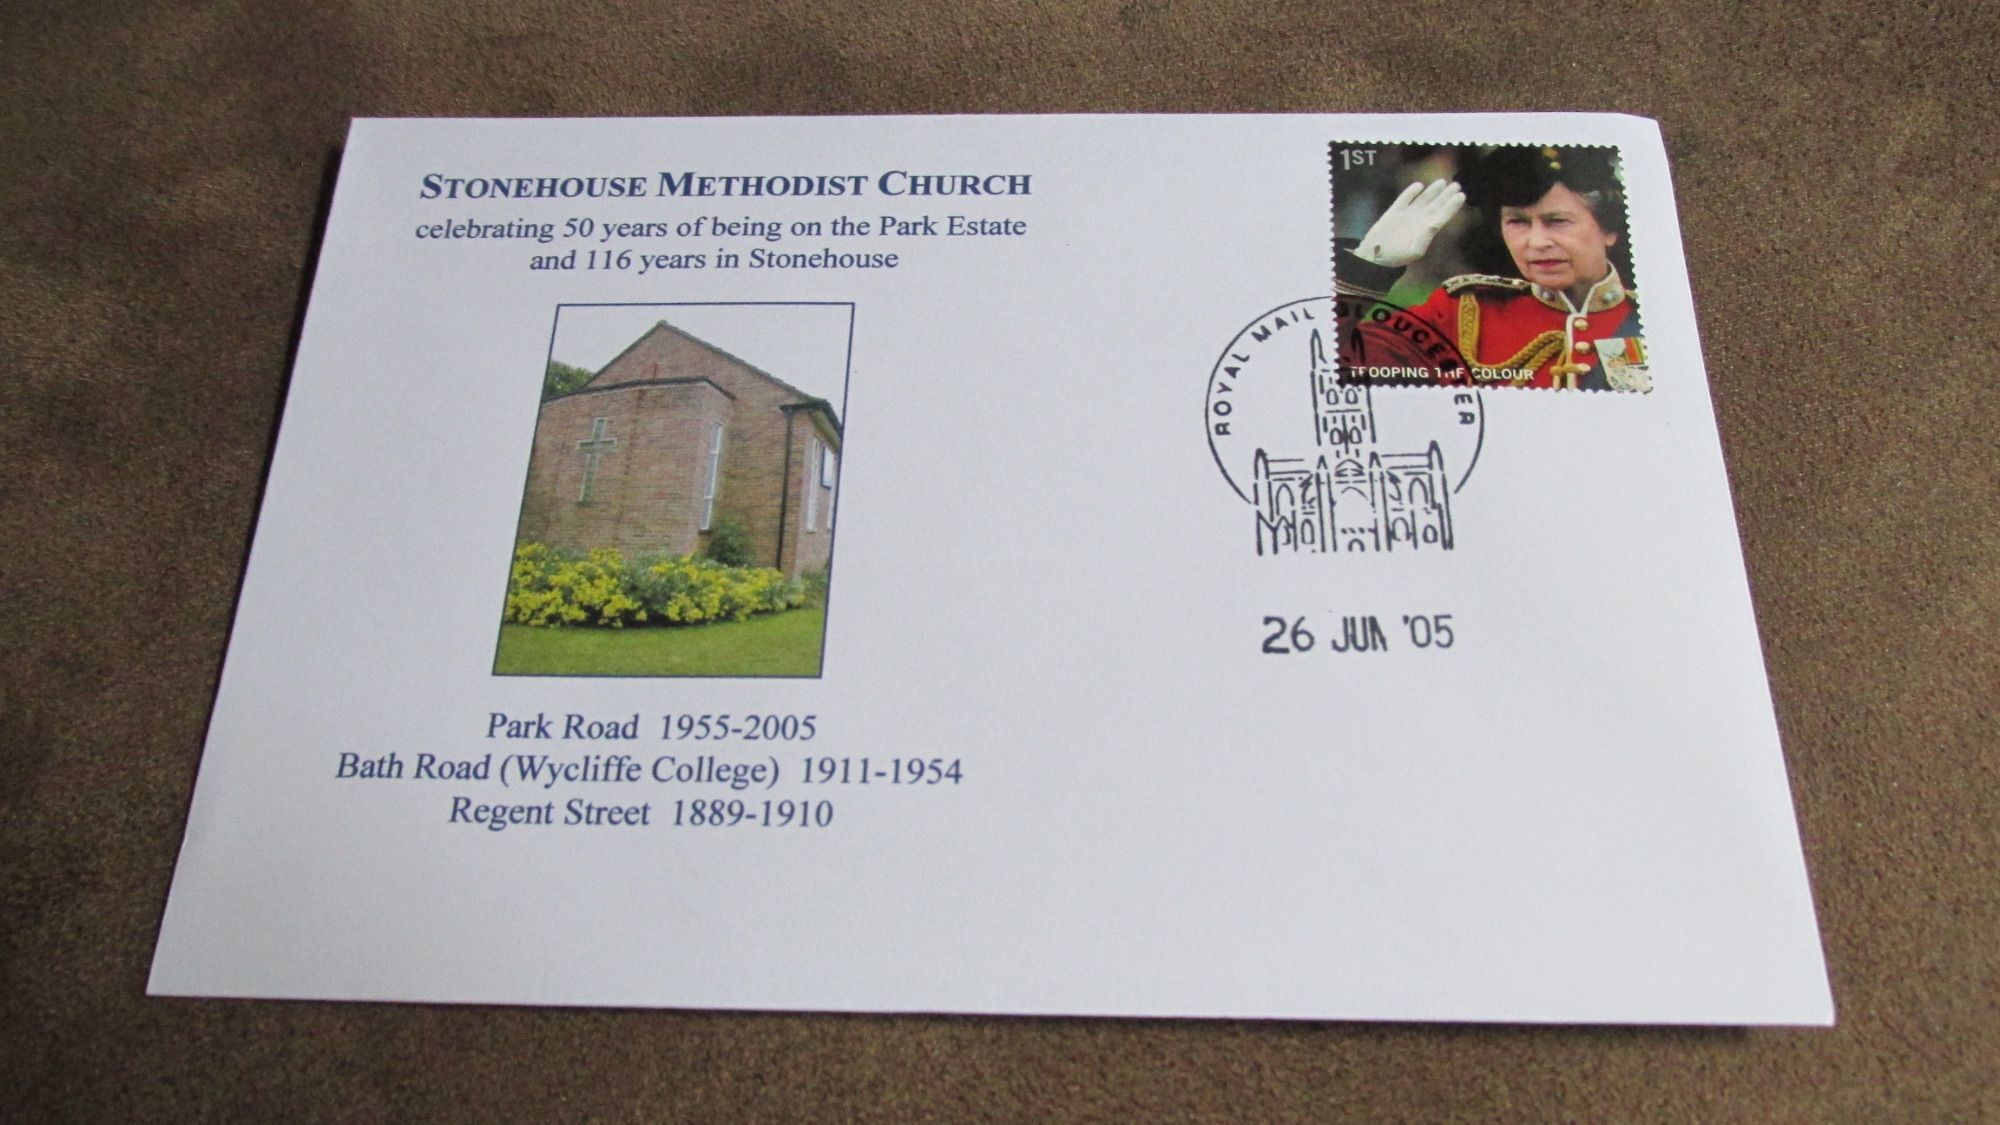 STONEHOUSE METHODIST CHURCH
celebrating 50 years of being on the Park Estate
and 116 years in Stonehouse
1ST
TROOPING THE COLOUR
ROYAL MAIL GLOUCESTER
26 JUN '05
Park Road 1955-2005
Bath Road (Wycliffe College) 1911-1954
Regent Street 1889-1910